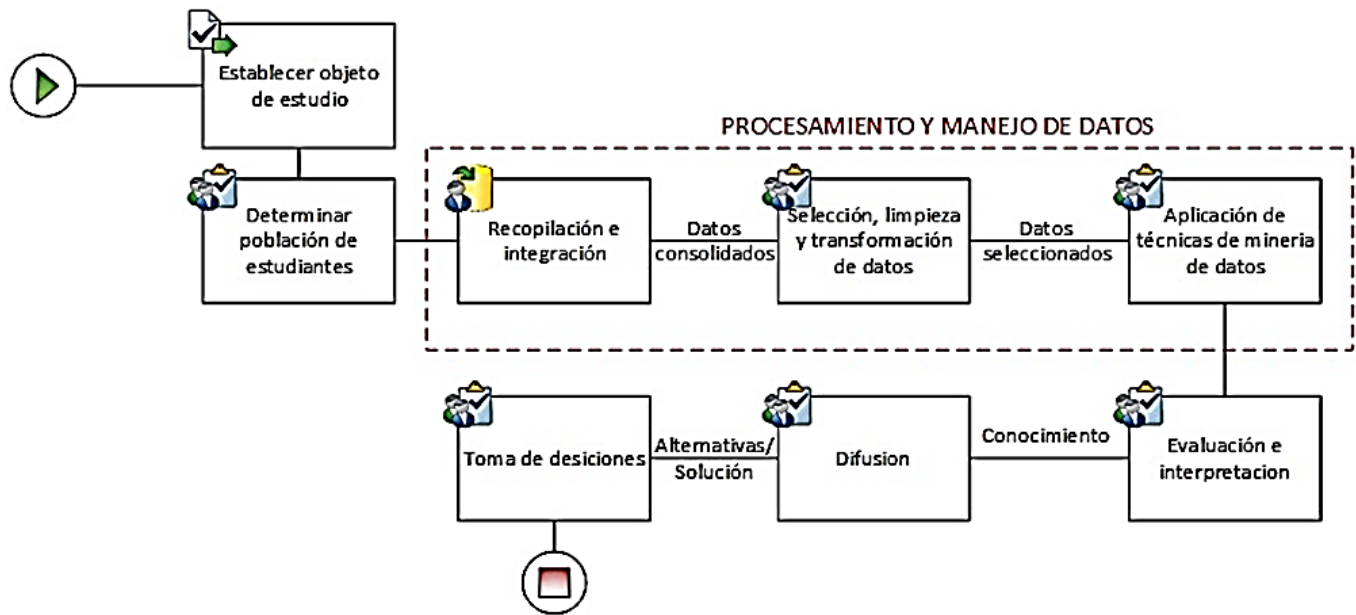 Establecer objeto
de estudio
PROCESAMIENTO Y MANEJO DE DATOS
Determinar
población de
estudiantes
Recopilación e
integración
Datos
consolidados
Selección, limpieza
y transformación
de datos
Datos
seleccionados
Aplicación de
técnicas de mineria
de datos
Toma de desiciones
Alternativas/
Solución
Difusion
Conocimiento
Evaluación e
interpretacion